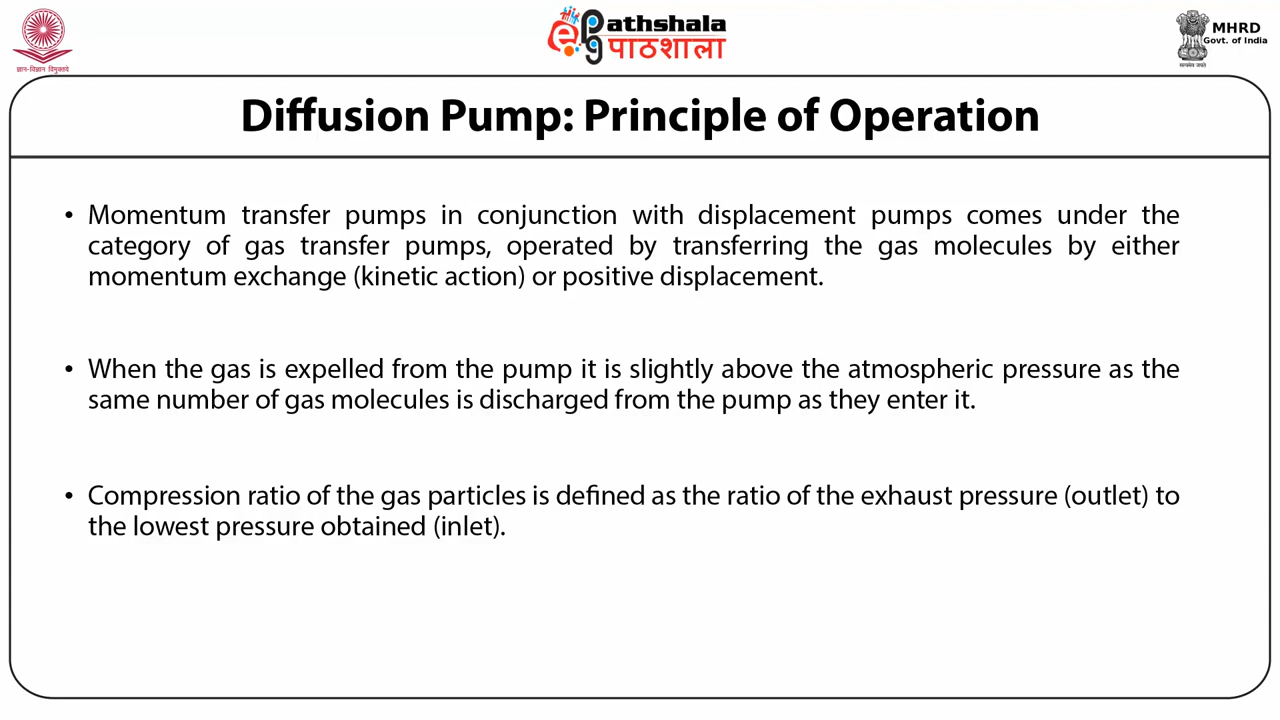 ज्ञान-विज्ञान विमुक्तये
ePG Pathshala
पाठशाला
MHRD
Govt. of India
सत्यमेव जयते
Diffusion Pump: Principle of Operation
• Momentum transfer pumps in conjunction with displacement pumps comes under the
category of gas transfer pumps, operated by transferring the gas molecules by either
momentum exchange (kinetic action) or positive displacement.
• When the gas is expelled from the pump it is slightly above the atmospheric pressure as the
same number of gas molecules is discharged from the pump as they enter it.
• Compression ratio of the gas particles is defined as the ratio of the exhaust pressure (outlet) to
the lowest pressure obtained (inlet).